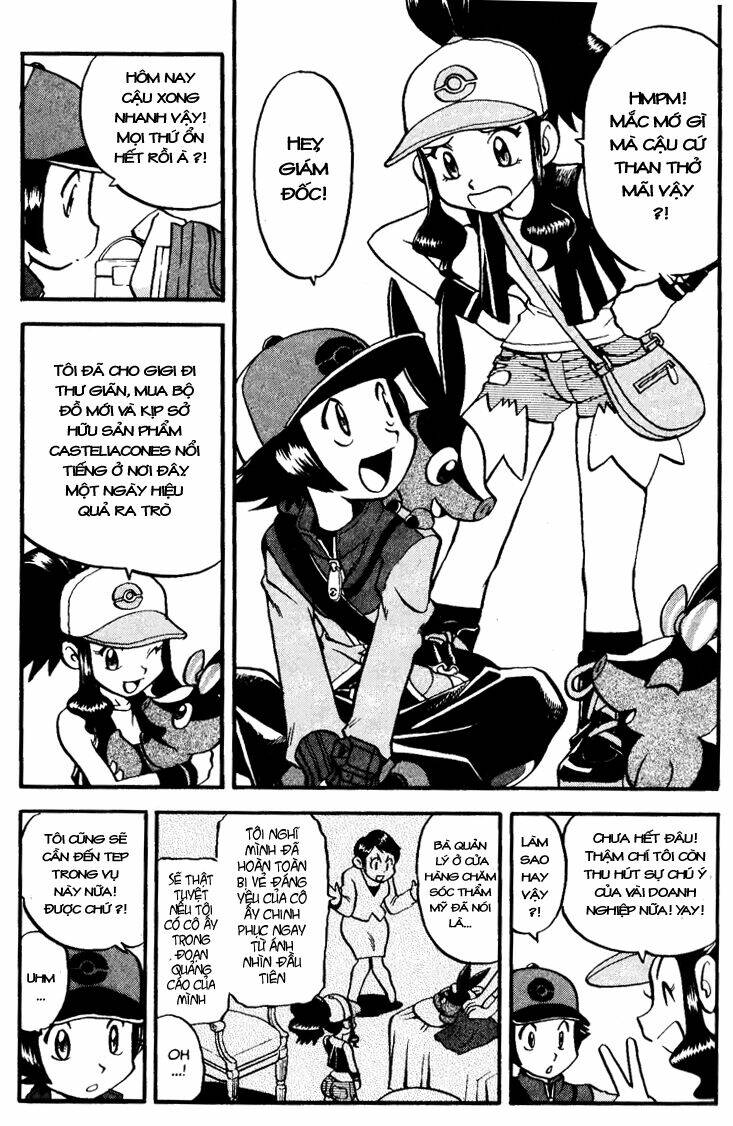 HMPM!
MẮC MỚ GÌ
MÀ CẬU CỨ
THAN THỞ
MÃI VẬY
?!
HEY,
GIÁM
ĐỐC!
HÔM NAY
CẬU XONG
NHANH VẬY!
MỌI THỨ ỔN
HẾT RỒI À ?!
TÔI ĐÃ CHO GIGI ĐI
THƯ GIÃN, MUA BỘ
ĐỒ MỚI VÀ KỊP SỞ
HỮU SẢN PHẨM
CASTELIACONES NỔI
TIẾNG Ở NƠI ĐÂY
MỘT NGÀY HIỆU
QUẢ RA TRÒ
CHƯA HẾT ĐÂU!
THẬM CHÍ TÔI CÒN
THU HÚT SỰ CHÚ Ý
CỦA VÀI DOANH
NGHIỆP NỮA! YAY!
LÀM
SAO
HAY
VẬY
?!
BÀ QUẢN
LÝ Ở CỬA
HÀNG CHĂM
SÓC THẨM
MỸ ĐÃ NÓI
LÀ...
TÔI NGHĨ
MÌNH ĐÃ
HOÀN TOÀN
BỊ VẺ ĐÁNG
YÊU CỦA CÔ
ẤY CHINH
PHỤC NGAY
TỪ ÁNH
NHÌN ĐẦU
TIÊN
SẼ THẬT
TUYỆT
NẾU TÔI
CÓ CÔ ẤY
TRONG
ĐOẠN
QUẢNG
CÁO CỦA
MÌNH
OH
...!
TÔI CŨNG SẼ
CẦN ĐẾN TEP
TRONG VỤ
NÀY NỮA!
ĐƯỢC CHỨ ?!
UHM
...